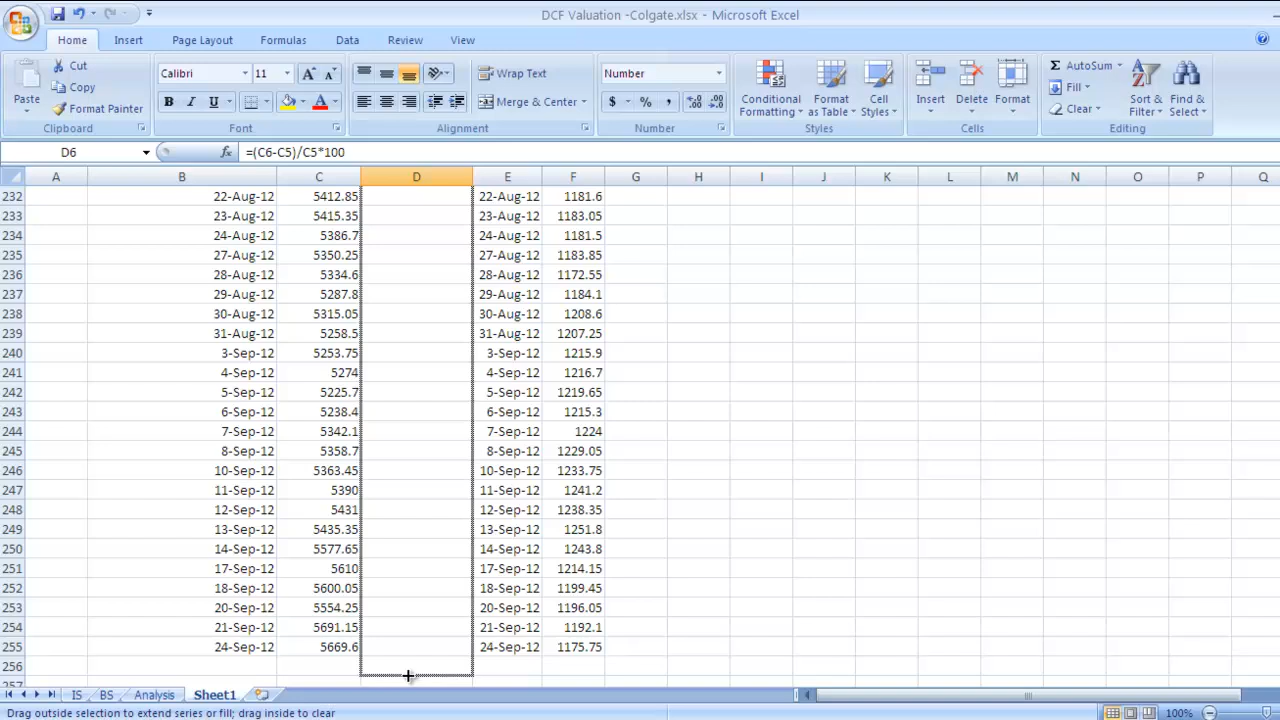 DCF Valuation -Colgate.xlsx - Microsoft Excel
Home Insert Page Layout Formulas Data Review View
Paste Cut Copy Format Painter Clipboard
Calibri 11 B I U A Font
Wrap Text Merge & Center Alignment
Number $ % , Number
Conditional Formatting Format as Table Cell Styles Styles
Insert Delete Format Cells
Σ AutoSum Fill Clear Sort & Filter Find & Select Editing
D6 fx =(C6-C5)/C5*100
A B C D E F G H I J K L M N O P Q
232 22-Aug-12 5412.85 22-Aug-12 1181.6
233 23-Aug-12 5415.35 23-Aug-12 1183.05
234 24-Aug-12 5386.7 24-Aug-12 1181.5
235 27-Aug-12 5350.25 27-Aug-12 1183.85
236 28-Aug-12 5334.6 28-Aug-12 1172.55
237 29-Aug-12 5287.8 29-Aug-12 1184.1
238 30-Aug-12 5315.05 30-Aug-12 1208.6
239 31-Aug-12 5258.5 31-Aug-12 1207.25
240 3-Sep-12 5253.75 3-Sep-12 1215.9
241 4-Sep-12 5274 4-Sep-12 1216.7
242 5-Sep-12 5225.7 5-Sep-12 1219.65
243 6-Sep-12 5238.4 6-Sep-12 1215.3
244 7-Sep-12 5342.1 7-Sep-12 1224
245 8-Sep-12 5358.7 8-Sep-12 1229.05
246 10-Sep-12 5363.45 10-Sep-12 1233.75
247 11-Sep-12 5390 11-Sep-12 1241.2
248 12-Sep-12 5431 12-Sep-12 1238.35
249 13-Sep-12 5435.35 13-Sep-12 1251.8
250 14-Sep-12 5577.65 14-Sep-12 1243.8
251 17-Sep-12 5610 17-Sep-12 1214.15
252 18-Sep-12 5600.05 18-Sep-12 1199.45
253 20-Sep-12 5554.25 20-Sep-12 1196.05
254 21-Sep-12 5691.15 21-Sep-12 1192.1
255 24-Sep-12 5669.6 24-Sep-12 1175.75
256
257
IS BS Analysis Sheet1
Drag outside selection to extend series or fill; drag inside to clear 100%